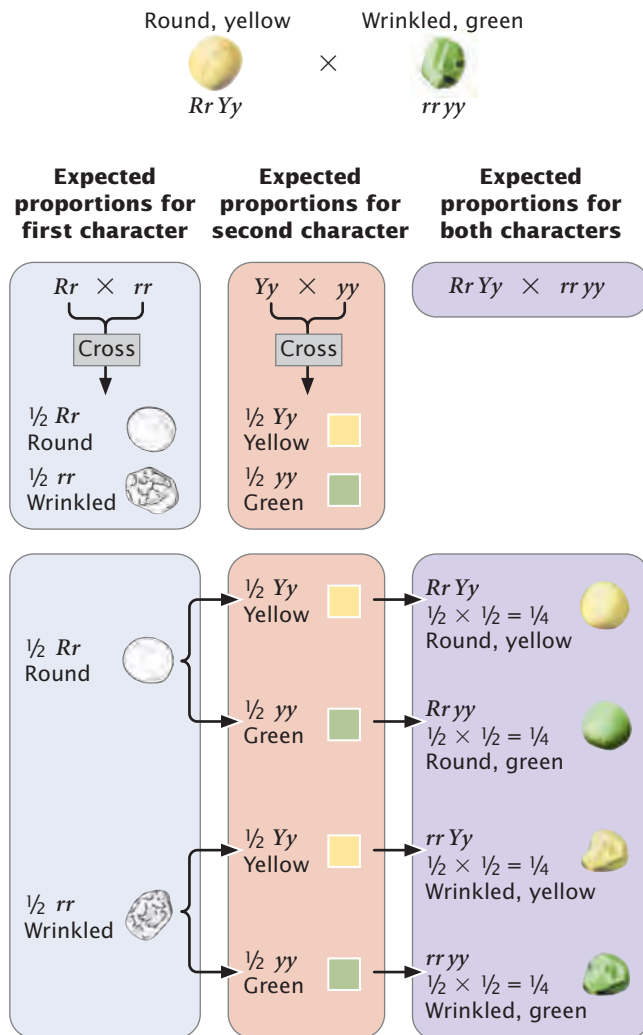 Round, yellow
Wrinkled, green
×
Rr Yy
rr yy
Expected proportions for first character
Expected proportions for second character
Expected proportions for both characters
Rr × rr
Cross
½ Rr
Round
½ rr
Wrinkled
Yy × yy
Cross
½ Yy
Yellow
½ yy
Green
Rr Yy × rr yy
½ Rr
Round
½ Yy
Yellow
Rr Yy
½ × ½ = ¼
Round, yellow
½ yy
Green
Rr yy
½ × ½ = ¼
Round, green
½ rr
Wrinkled
½ Yy
Yellow
rr Yy
½ × ½ = ¼
Wrinkled, yellow
½ yy
Green
rr yy
½ × ½ = ¼
Wrinkled, green